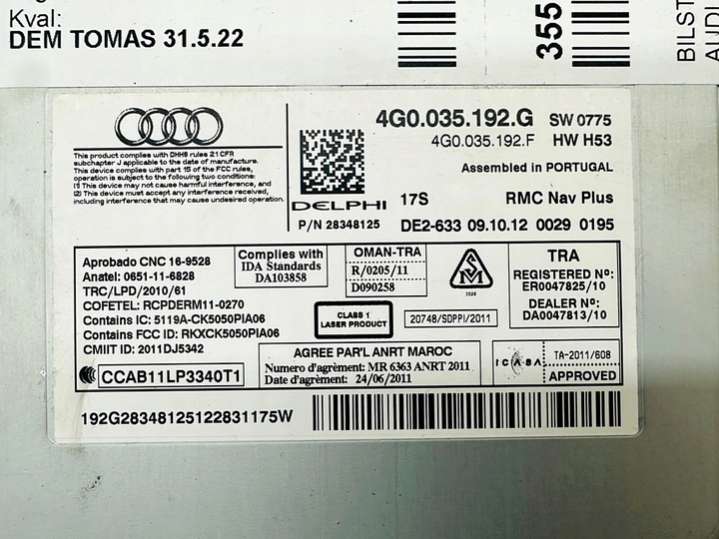 Kval:
DEM TOMAS 31.5.22
355
BILST
AUDI
This product complies with DHHS rules 21 CFR
subchapter J applicable to the date of manufacture.
This device complies with part 15 of the FCC rules,
operation is subject to the following two conditions:
(1) This device may not cause harmful interference, and
(2) This device must accept any interference received,
including interference that may cause undesired operation.
4G0.035.192.G SW 0775
4G0.035.192.F HW H53
Assembled in PORTUGAL
DELPHI 17S RMC Nav Plus
P/N 28348125 DE2-633 09.10.12 0029 0195
Aprobado CNC 16-9528
Anatel: 0651-11-6828
TRC/LPD/2010/61
COFETEL: RCPDERM11-0270
Contains IC: 5119A-CK5050PIA06
Contains FCC ID: RKXCK5050PIA06
CMIIT ID: 2011DJ5342
CCAB11LP3340T1
Complies with
IDA Standards
DA103858
OMAN-TRA
R/0205/11
D090258
CLASS 1
LASER PRODUCT
20748/SDPPI/2011
TRA
REGISTERED Nº:
ER0047825/10
DEALER Nº:
DA0047813/10
AGREE PAR'L ANRT MAROC
Numero d'agrément: MR 6363 ANRT 2011
Date d'agrément: 24/06/2011
ICASA TA-2011/608
APPROVED
192G28348125122831175W